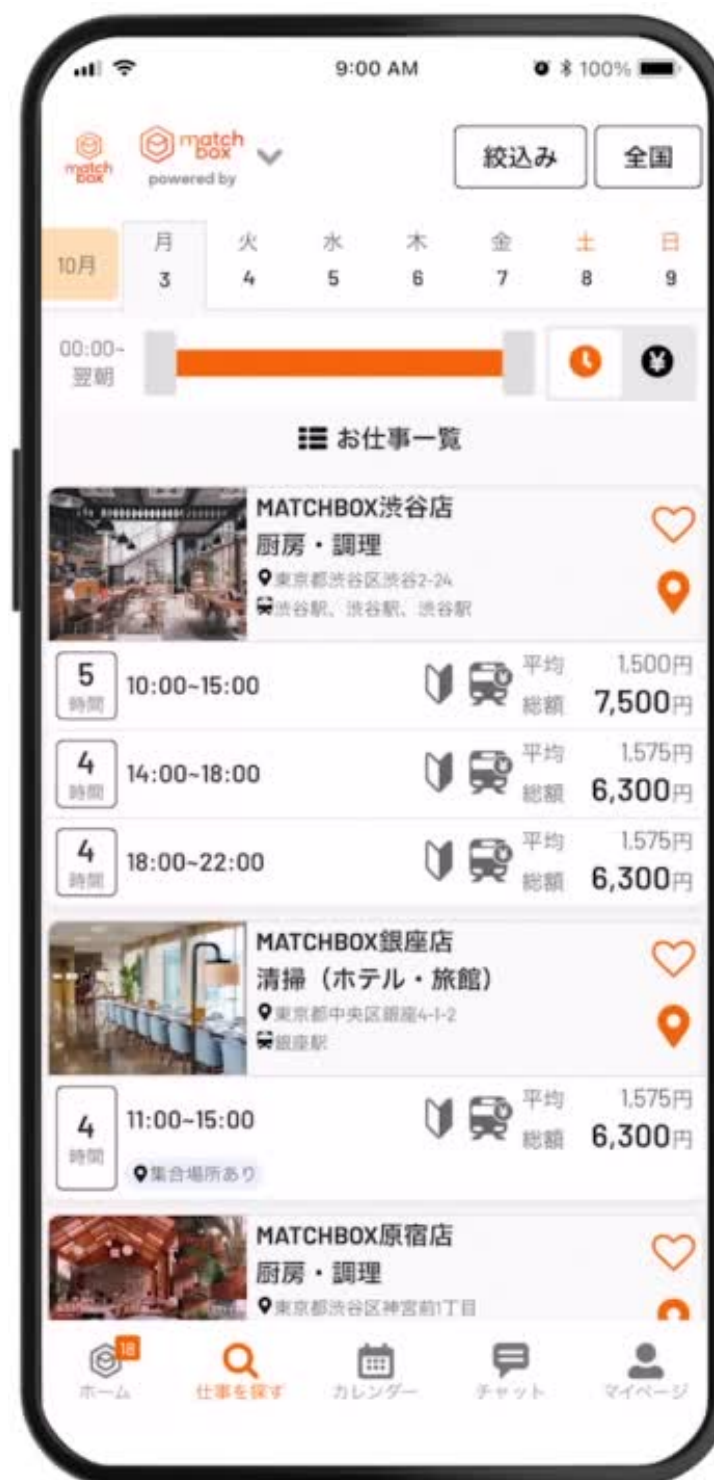 9:00 AM
100%
match box
match box
powered by
絞込み
全国
10月
月 火 水 木 金 土 日
3 4 5 6 7 8 9
00:00~
翌朝
お仕事一覧
MATCHBOX渋谷店
厨房・調理
東京都渋谷区渋谷2-24
渋谷駅、渋谷駅、渋谷駅
5時間 10:00~15:00 平均 1,500円
総額 7,500円
4時間 14:00~18:00 平均 1,575円
総額 6,300円
4時間 18:00~22:00 平均 1,575円
総額 6,300円
MATCHBOX銀座店
清掃（ホテル・旅館）
東京都中央区銀座4-1-2
銀座駅
4時間 11:00~15:00 平均 1,575円
総額 6,300円
集合場所あり
MATCHBOX原宿店
厨房・調理
東京都渋谷区神宮前1丁目
18
ホーム 仕事を探す カレンダー チャット マイページ